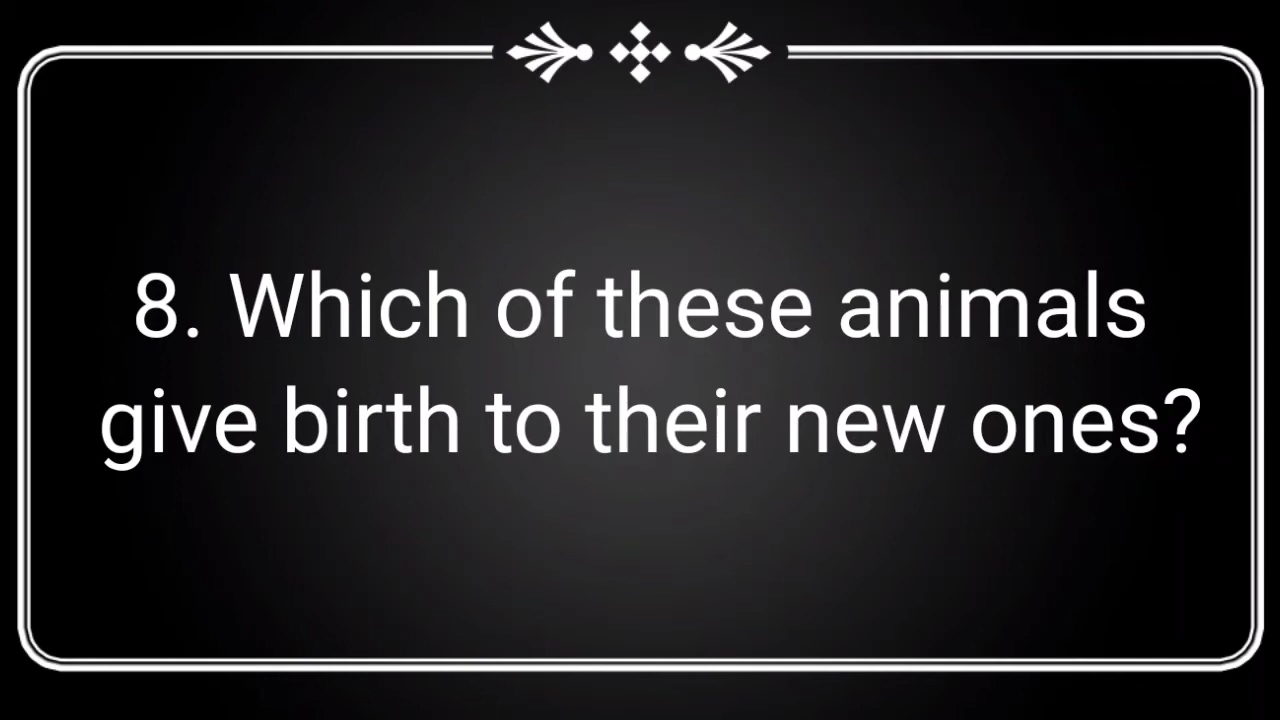 8. Which of these animals
give birth to their new ones?